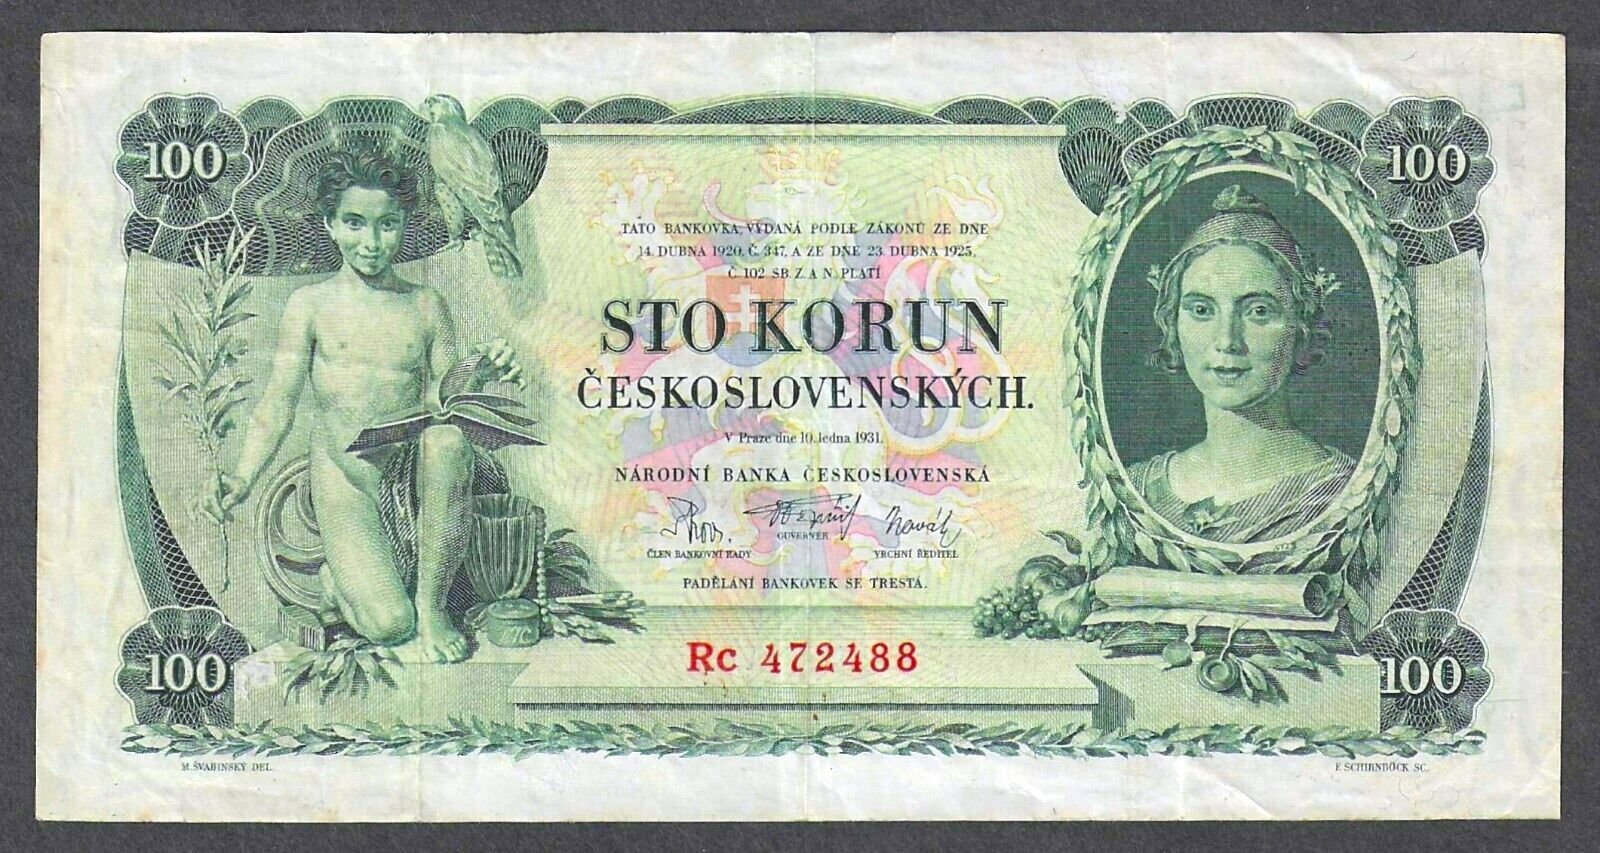 100
100
TATO BANKOVKA, VYDANÁ PODLE ZÁKONŮ ZE DNE
14. DUBNA 1920, Č. 347, A ZE DNE 23. DUBNA 1925,
Č. 102 SB Z. A N. PLATÍ
STO KORUN
ČESKOSLOVENSKÝCH.
V Praze dne 10. ledna 1931.
NÁRODNÍ BANKA ČESKOSLOVENSKÁ
Novák
ČLEN BANKOVNÍ RADY GUVERNÉR VRCHNÍ ŘEDITEL
PADĚLÁNÍ BANKOVEK SE TRESTÁ.
Rc 472488
100
100
M. ŠVABINSKÝ DEL.
F. SCHIRNBÖCK SC.